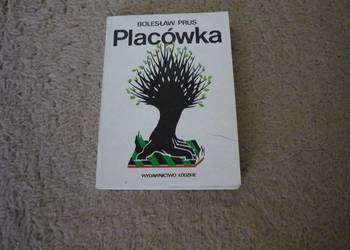 BOLESŁAW PRUS
Placówka
WYDAWNICTWO ŁÓDZKIE